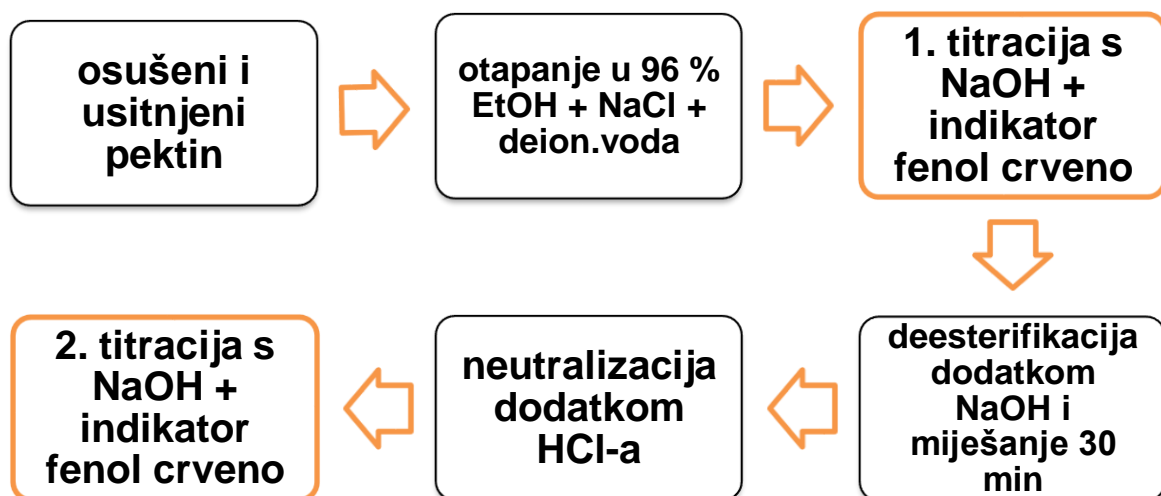 osušeni i
usitnjeni
pektin
otapanje u 96 %
EtOH + NaCl +
deion.voda
1. titracija s
NaOH +
indikator
fenol crveno
deesterifikacija
dodatkom
NaOH i
miješanje 30
min
neutralizacija
dodatkom
HCl-a
2. titracija s
NaOH +
indikator
fenol crveno